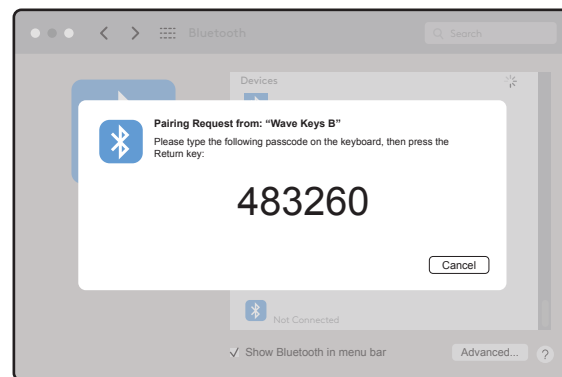 Bluetooth
Search
Devices
Pairing Request from: “Wave Keys B”
Please type the following passcode on the keyboard, then press the
Return key:
483260
Cancel
Not Connected
Show Bluetooth in menu bar
Advanced...
?